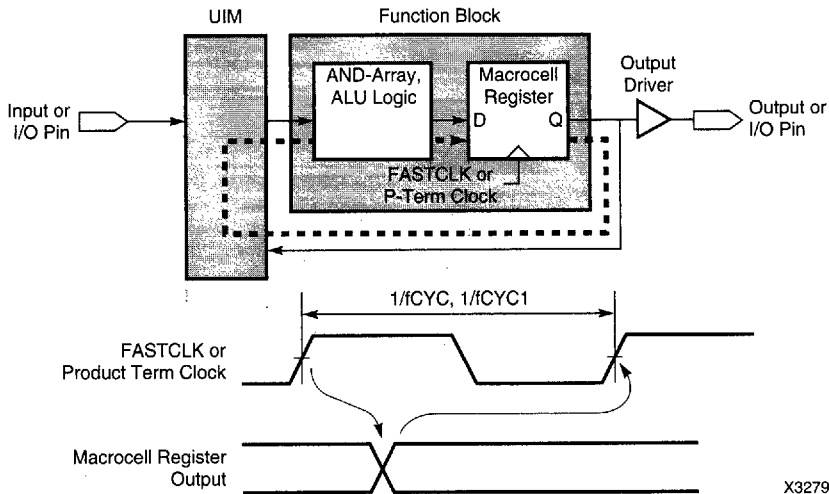 UIM
Function Block
AND-Array,
ALU Logic
Macrocell
Register
D
Q
FASTCLK or
P-Term Clock
Output
Driver
Input or
I/O Pin
Output or
I/O Pin
1/fCYC, 1/fCYC1
FASTCLK or
Product Term Clock
Macrocell Register
Output
X3279